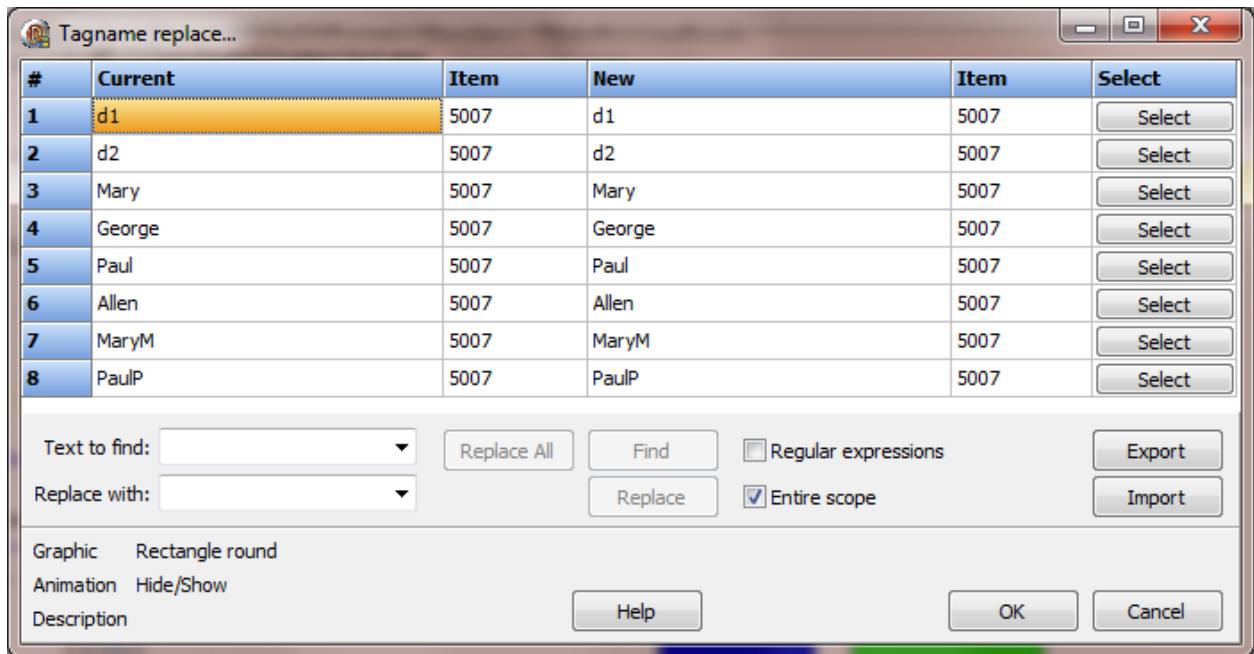 Tagname replace...
# Current Item New Item Select
1 d1 5007 d1 5007 Select
2 d2 5007 d2 5007 Select
3 Mary 5007 Mary 5007 Select
4 George 5007 George 5007 Select
5 Paul 5007 Paul 5007 Select
6 Allen 5007 Allen 5007 Select
7 MaryM 5007 MaryM 5007 Select
8 PaulP 5007 PaulP 5007 Select
Text to find: Replace All Find Regular expressions Export
Replace with: Replace Entire scope Import
Graphic Rectangle round
Animation Hide/Show
Description Help OK Cancel